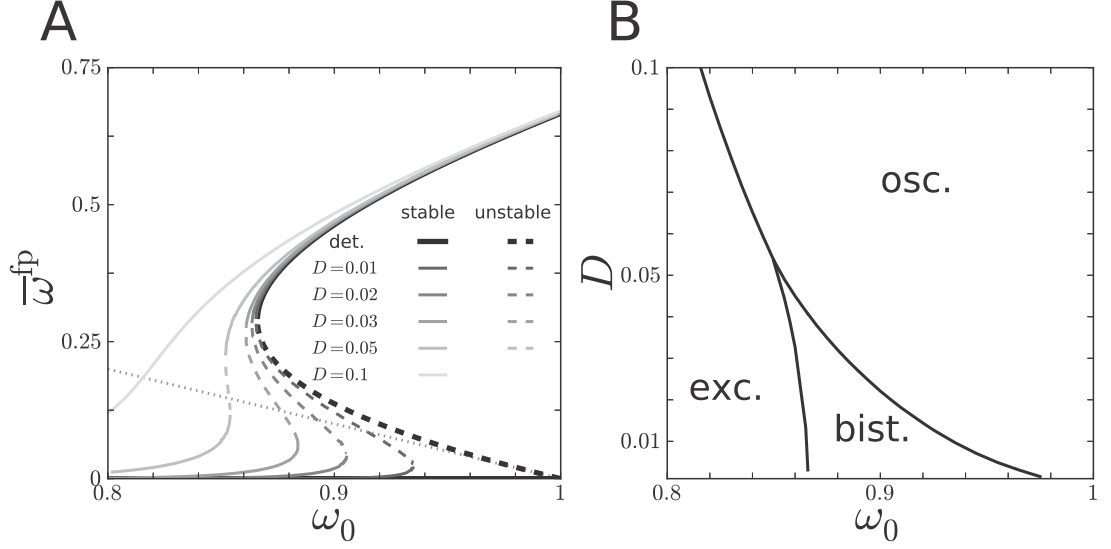 A
0.75
0.5
0.25
0
0.8
0.9
1
ω̅^fp
ω_0
stable unstable
det.
D=0.01
D=0.02
D=0.03
D=0.05
D=0.1
B
0.1
0.05
0.01
0.8
0.9
1
D
ω_0
osc.
exc.
bist.